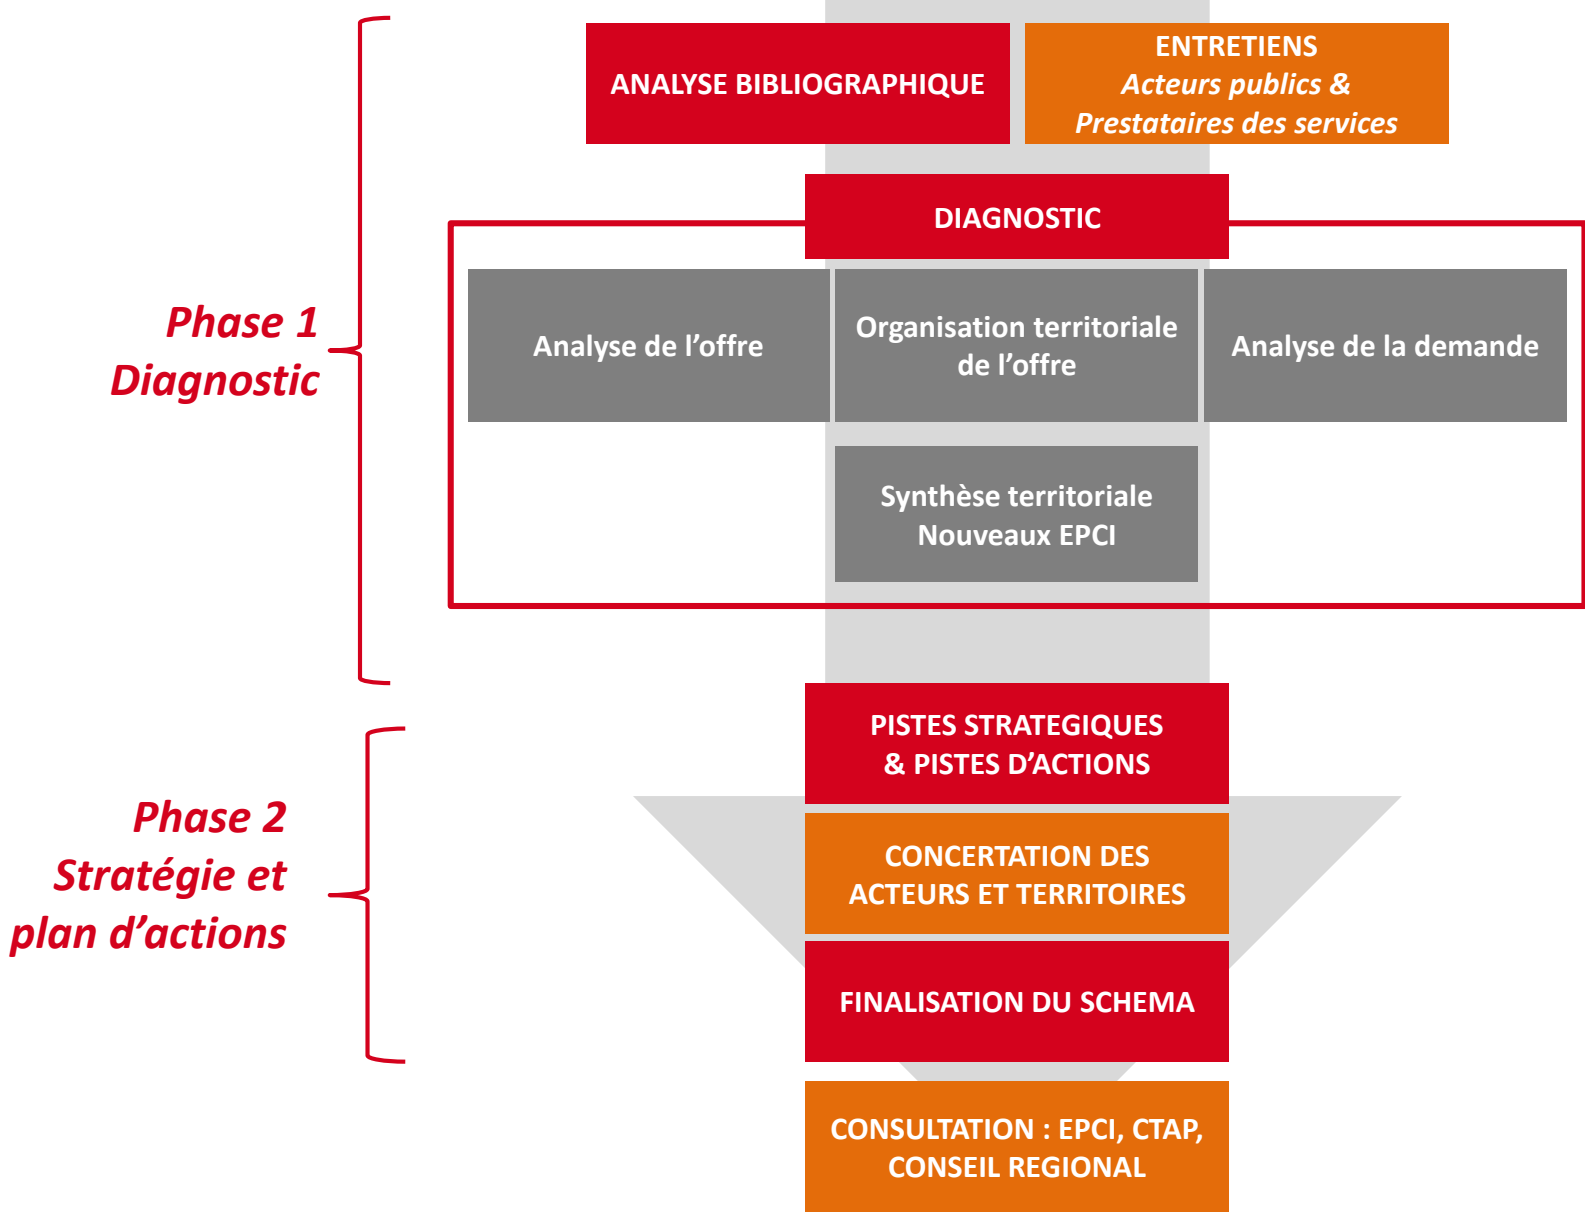 ANALYSE BIBLIOGRAPHIQUE
ENTRETIENS
Acteurs publics &
Prestataires des services
DIAGNOSTIC
Phase 1
Diagnostic
Analyse de l’offre
Organisation territoriale
de l’offre
Analyse de la demande
Synthèse territoriale
Nouveaux EPCI
PISTES STRATEGIQUES
& PISTES D’ACTIONS
Phase 2
Stratégie et
plan d’actions
CONCERTATION DES
ACTEURS ET TERRITOIRES
FINALISATION DU SCHEMA
CONSULTATION : EPCI, CTAP,
CONSEIL REGIONAL